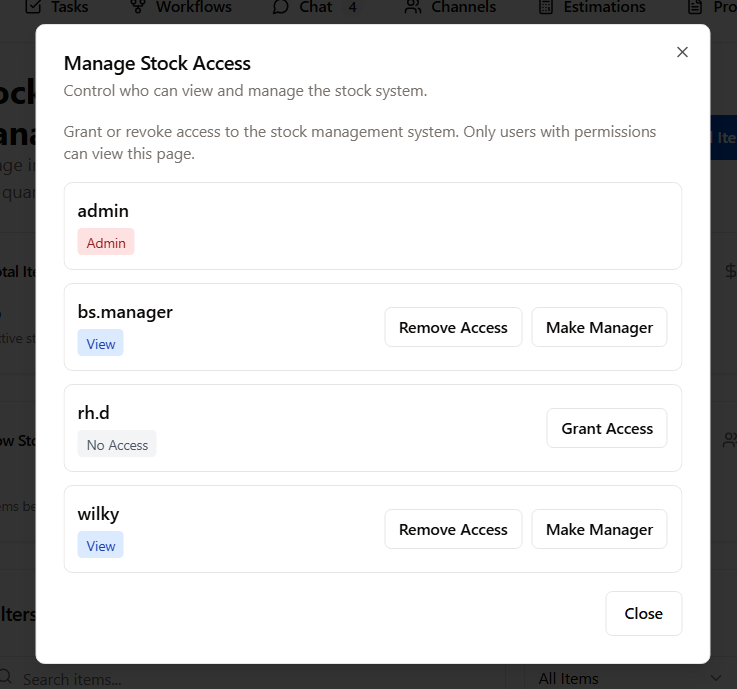 Tasks
Workflows
Chat 4
Channels
Estimations
Pro
Manage Stock Access
Control who can view and manage the stock system.
Grant or revoke access to the stock management system. Only users with permissions
can view this page.
admin
Admin
bs.manager
View
Remove Access
Make Manager
rh.d
No Access
Grant Access
wilky
View
Remove Access
Make Manager
Close
Search items...
All Items